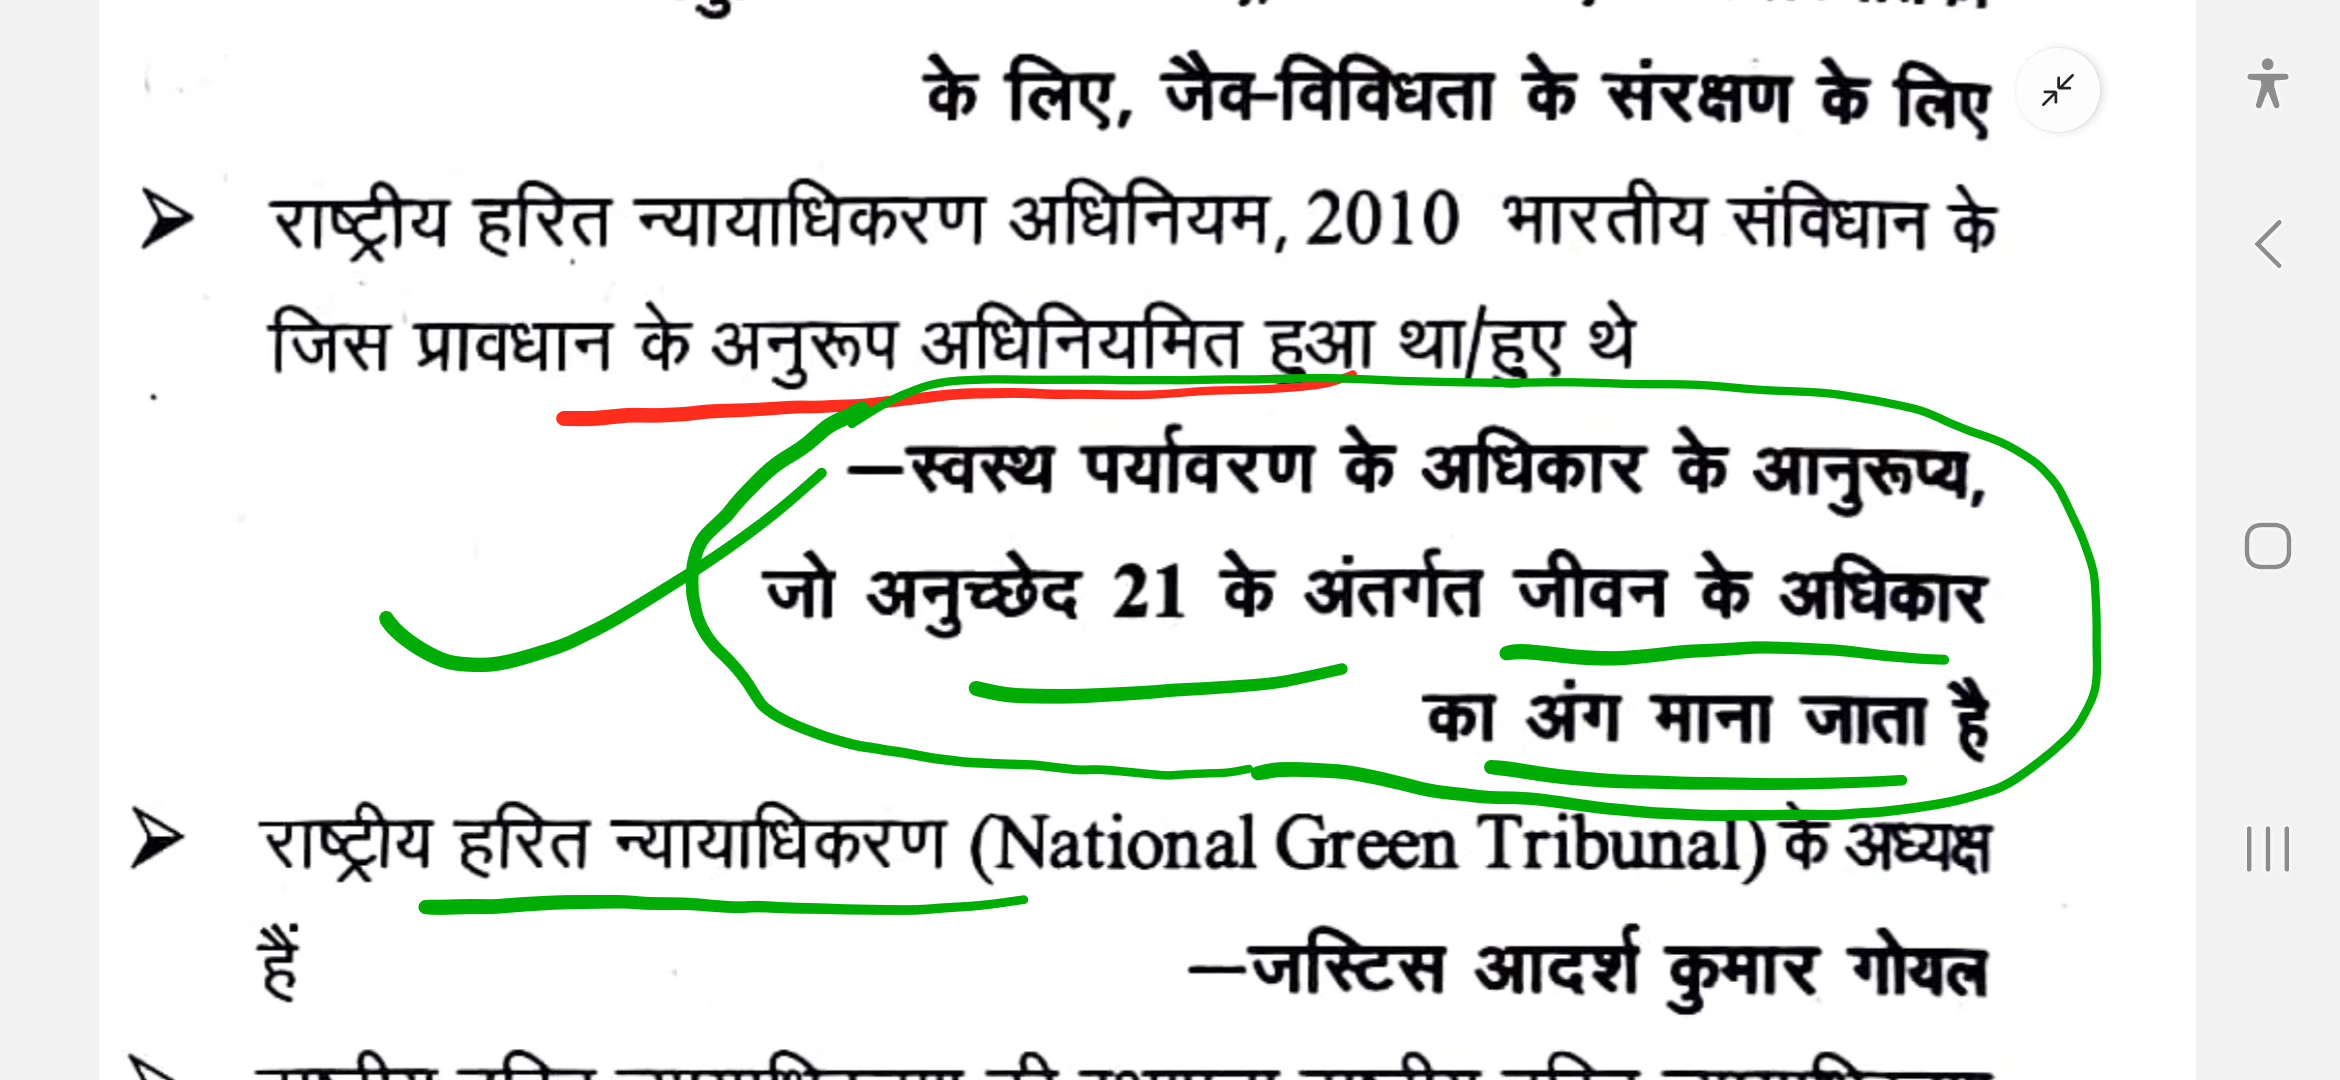 के लिए, जैव-विविधता के संरक्षण के लिए
राष्ट्रीय हरित न्यायाधिकरण अधिनियम, 2010 भारतीय संविधान के
जिस प्रावधान के अनुरूप अधिनियमित हुआ था/हुए थे
—स्वस्थ पर्यावरण के अधिकार के आनुरूप्य,
जो अनुच्छेद 21 के अंतर्गत जीवन के अधिकार
का अंग माना जाता है
राष्ट्रीय हरित न्यायाधिकरण (National Green Tribunal) के अध्यक्ष
हैं —जस्टिस आदर्श कुमार गोयल